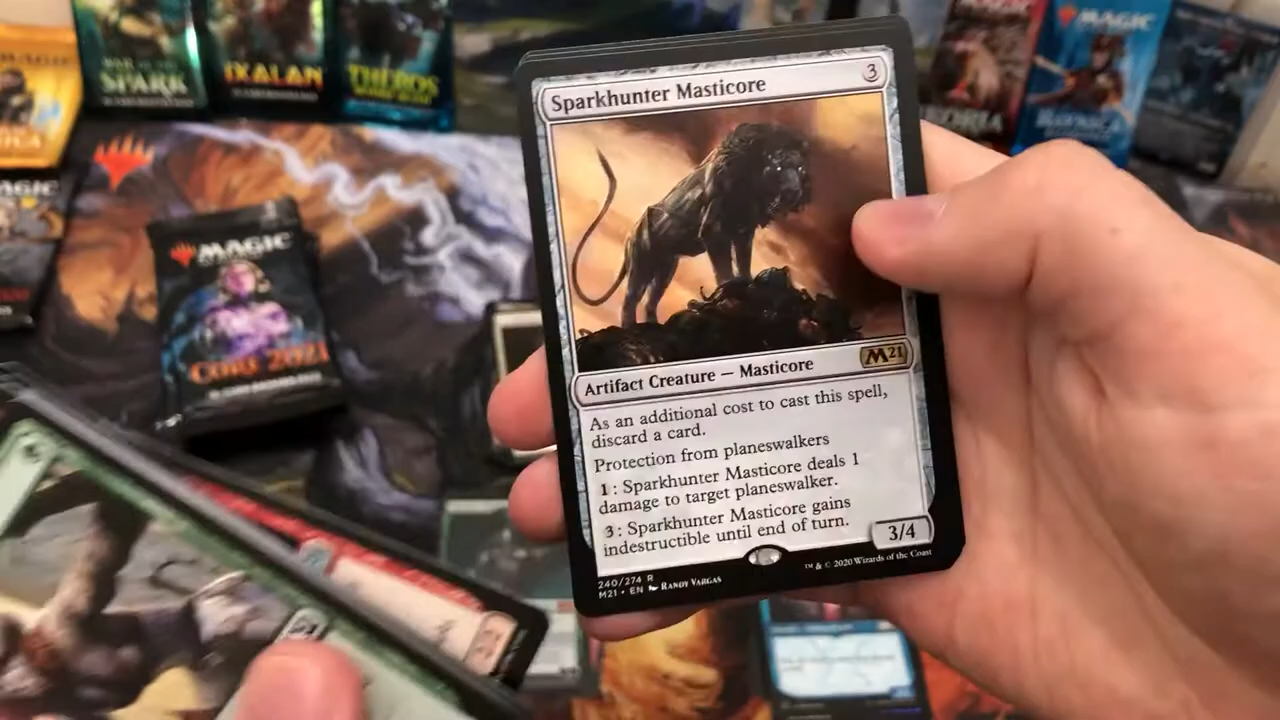 SPARK
IXALAN
THEROS
MAGIC
MAGIC
MAGIC
CORE 2021
Sparkhunter Masticore 3
Artifact Creature — Masticore M21
As an additional cost to cast this spell,
discard a card.
Protection from planeswalkers
1: Sparkhunter Masticore deals 1
damage to target planeswalker.
3: Sparkhunter Masticore gains
indestructible until end of turn.
3/4
240/274 R
M21 • EN RANDY VARGAS
™ & © 2020 Wizards of the Coast